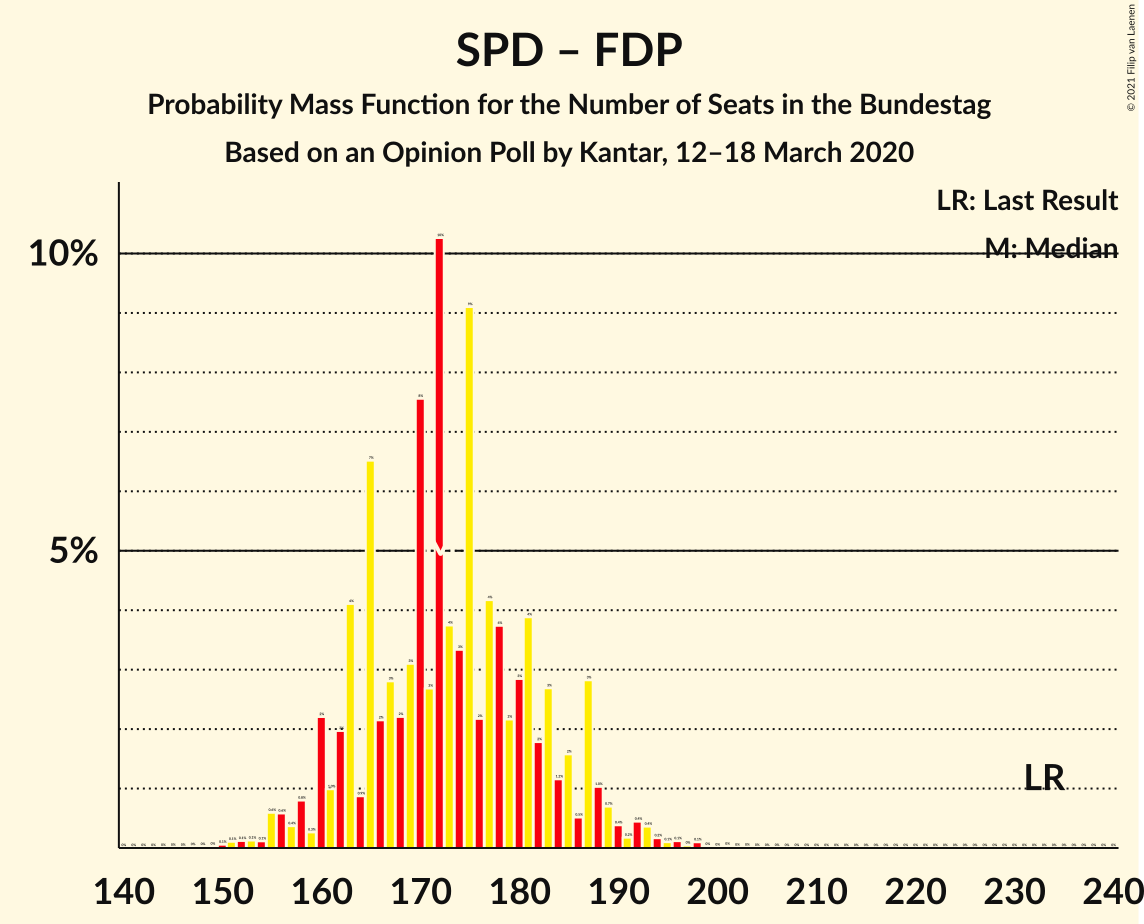 SPD – FDP
Probability Mass Function for the Number of Seats in the Bundestag
Based on an Opinion Poll by Kantar, 12–18 March 2020
© 2021 Filip van Laenen
LR: Last Result
M: Median
10%
5%
M
LR
140 150 160 170 180 190 200 210 220 230 240